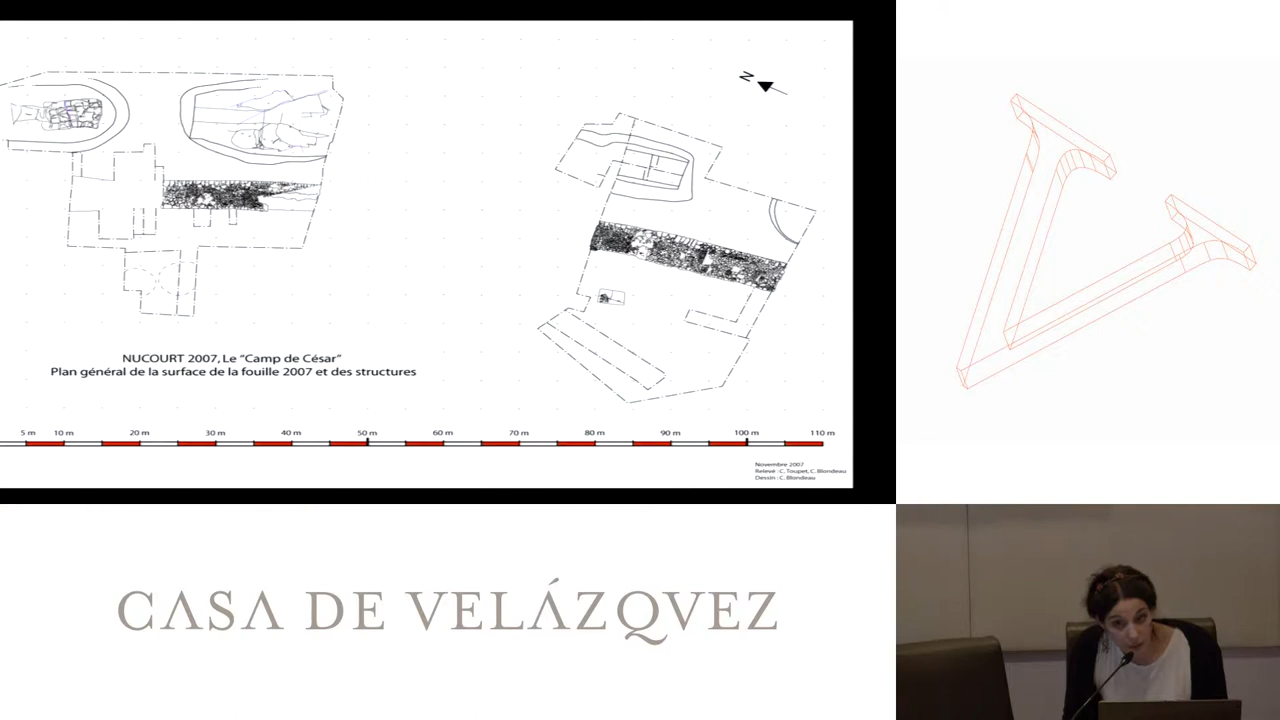 N
NUCOURT 2007, Le “Camp de César”
Plan général de la surface de la fouille 2007 et des structures
5 m 10 m 20 m 30 m 40 m 50 m 60 m 70 m 80 m 90 m 100 m 110 m
Novembre 2007
Relevé : C. Toupet, C. Blondeau
Dessin : C. Blondeau
CASA DE VELÁZQVEZ